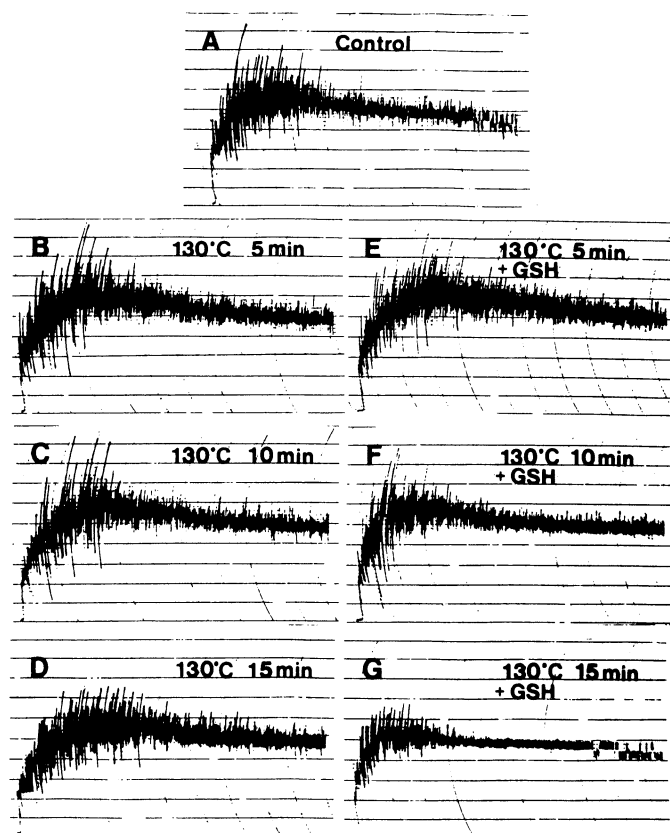 A Control
B 130°C 5 min
E 130°C 5 min
+ GSH
C 130°C 10 min
F 130°C 10 min
+ GSH
D 130°C 15 min
G 130°C 15 min
+ GSH